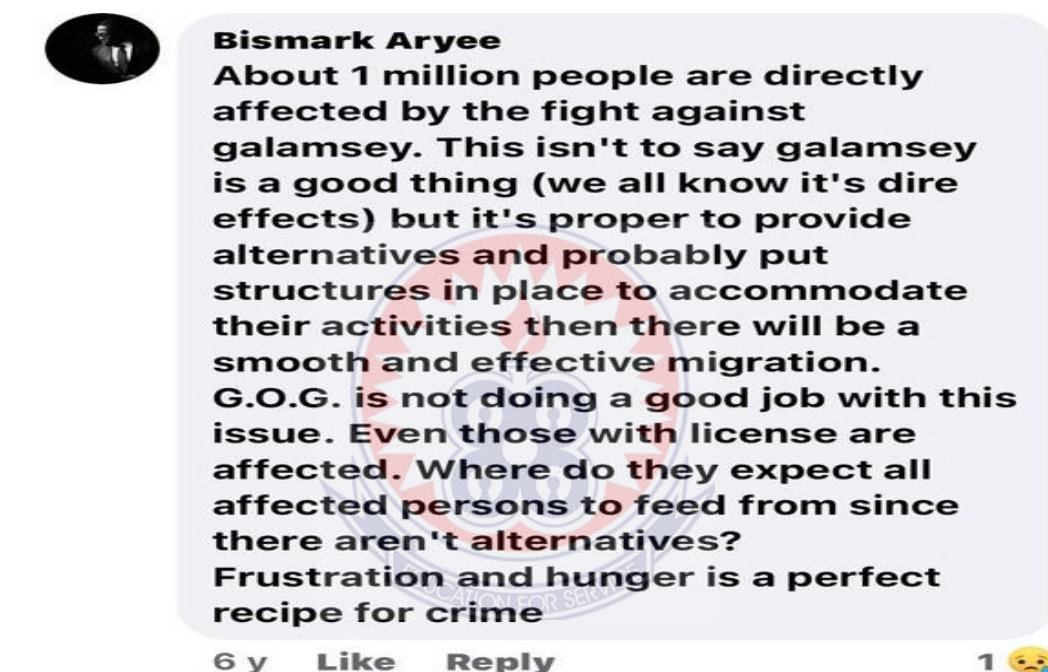 Bismark Aryee
About 1 million people are directly
affected by the fight against
galamsey. This isn't to say galamsey
is a good thing (we all know it's dire
effects) but it's proper to provide
alternatives and probably put
structures in place to accommodate
their activities then there will be a
smooth and effective migration.
G.O.G. is not doing a good job with this
issue. Even those with license are
affected. Where do they expect all
affected persons to feed from since
there aren't alternatives?
Frustration and hunger is a perfect
recipe for crime
EDUCATION FOR SERVICE
6 y Like Reply 1